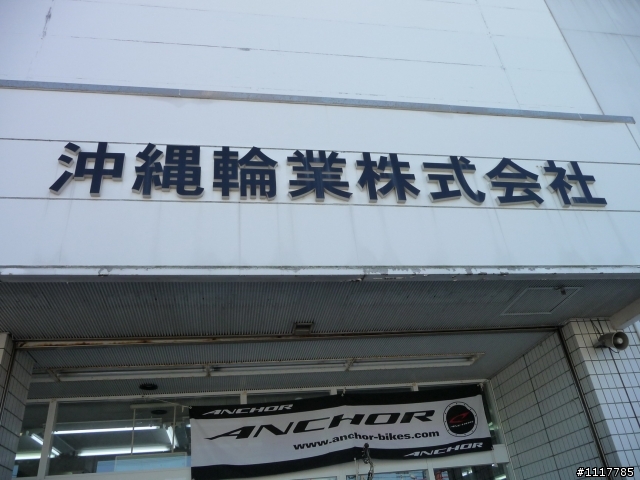 沖縄輪業株式会社
ANCHOR
ANCHOR
www.anchor-bikes.com
ANCHOR
#1117785